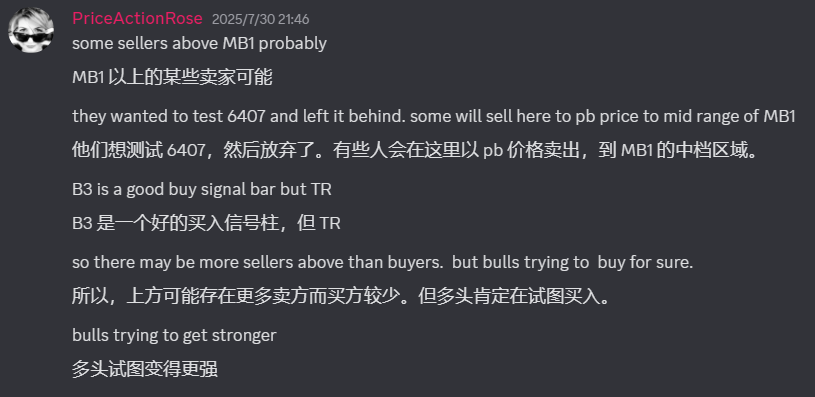 PriceActionRose 2025/7/30 21:46
some sellers above MB1 probably
MB1 以上的某些卖家可能
they wanted to test 6407 and left it behind. some will sell here to pb price to mid range of MB1
他们想测试 6407，然后放弃了。有些人会在这里以 pb 价格卖出，到 MB1 的中档区域。
B3 is a good buy signal bar but TR
B3 是一个好的买入信号柱，但 TR
so there may be more sellers above than buyers.  but bulls trying to  buy for sure.
所以，上方可能存在更多卖方而买方较少。但多头肯定在试图买入。
bulls trying to get stronger
多头试图变得更强